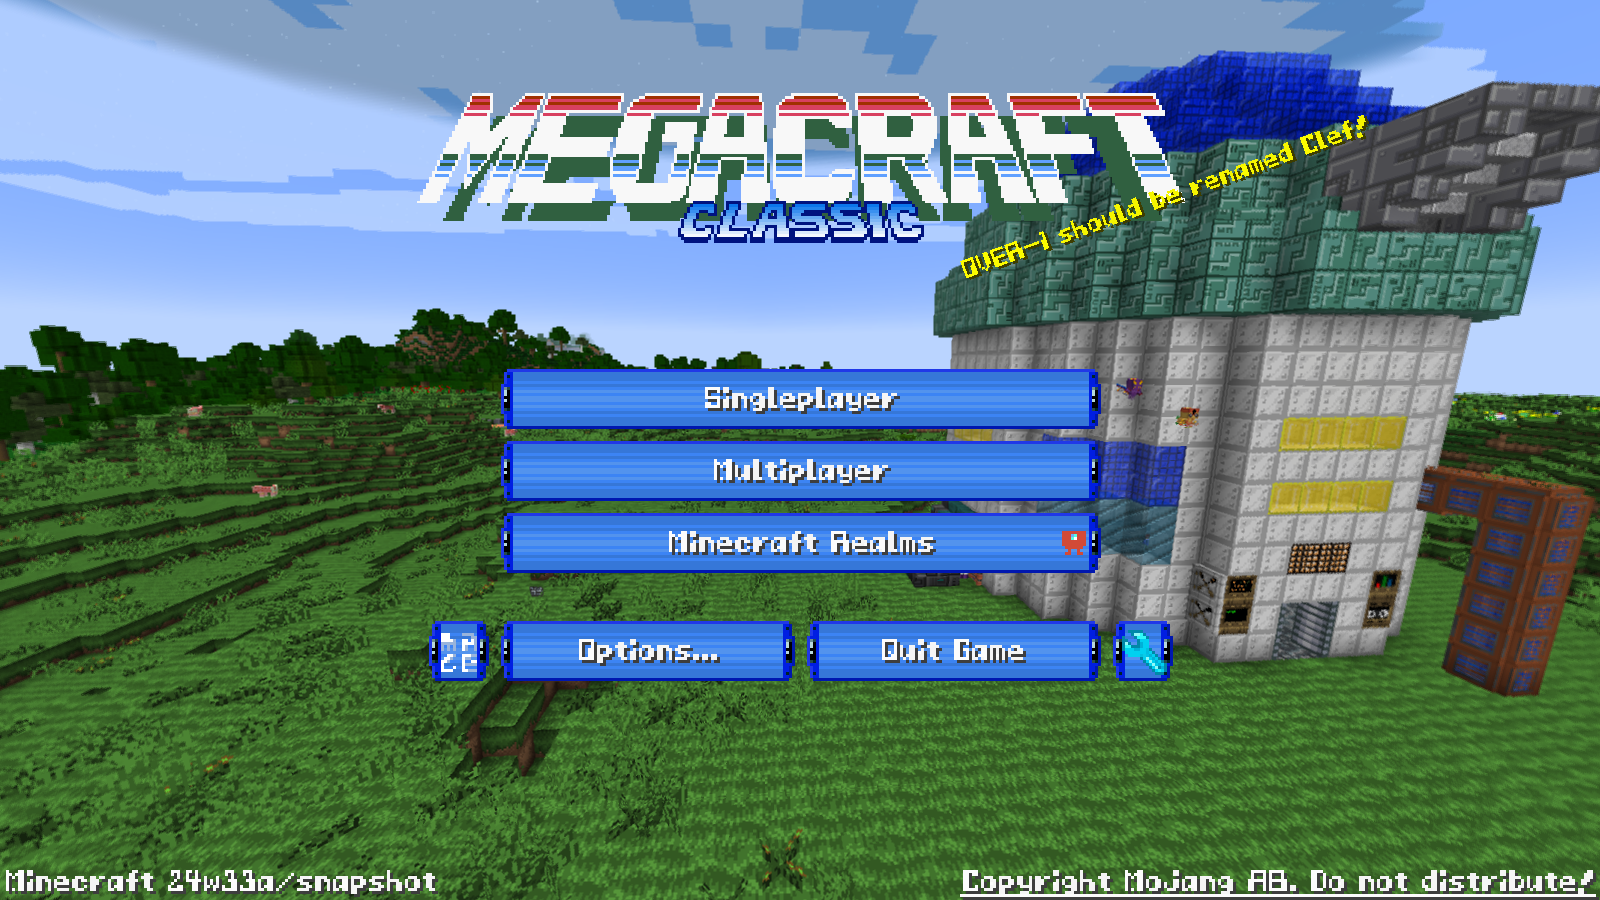 MEGACRAFT
CLASSIC
OVER-1 should be renamed Clef!
Singleplayer
Multiplayer
Minecraft Realms
Options...
Quit Game
Minecraft 24w33a/snapshot
Copyright Mojang AB. Do not distribute!